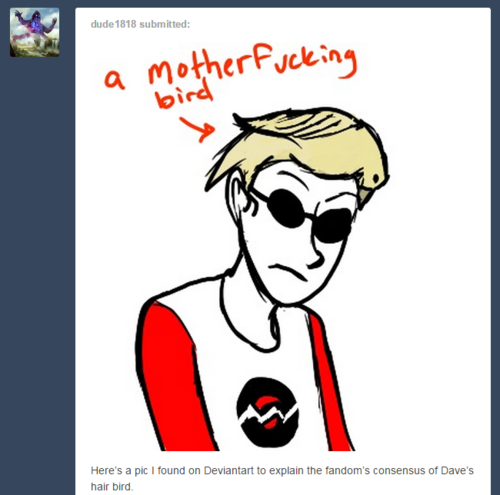 dude1818 submitted:
a motherfucking
bird
Here's a pic I found on Deviantart to explain the fandom's consensus of Dave's
hair bird.